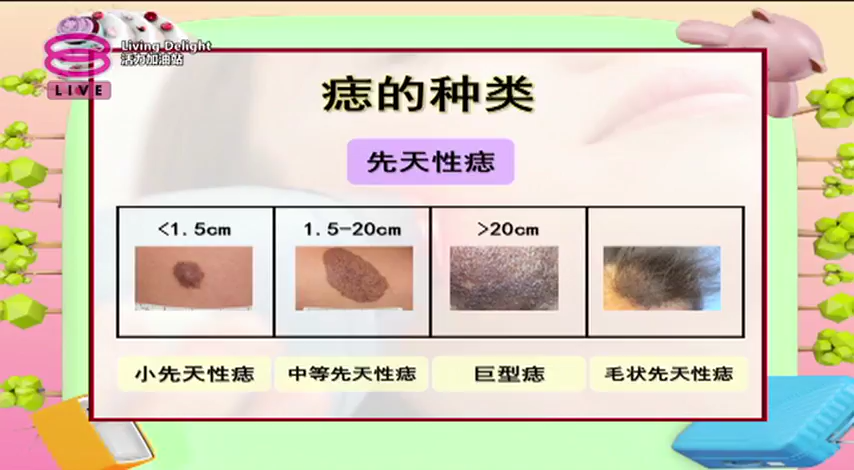 Living Delight
活力加油站
LIVE
痣的种类
先天性痣
<1.5cm
1.5-20cm
>20cm
小先天性痣
中等先天性痣
巨型痣
毛状先天性痣